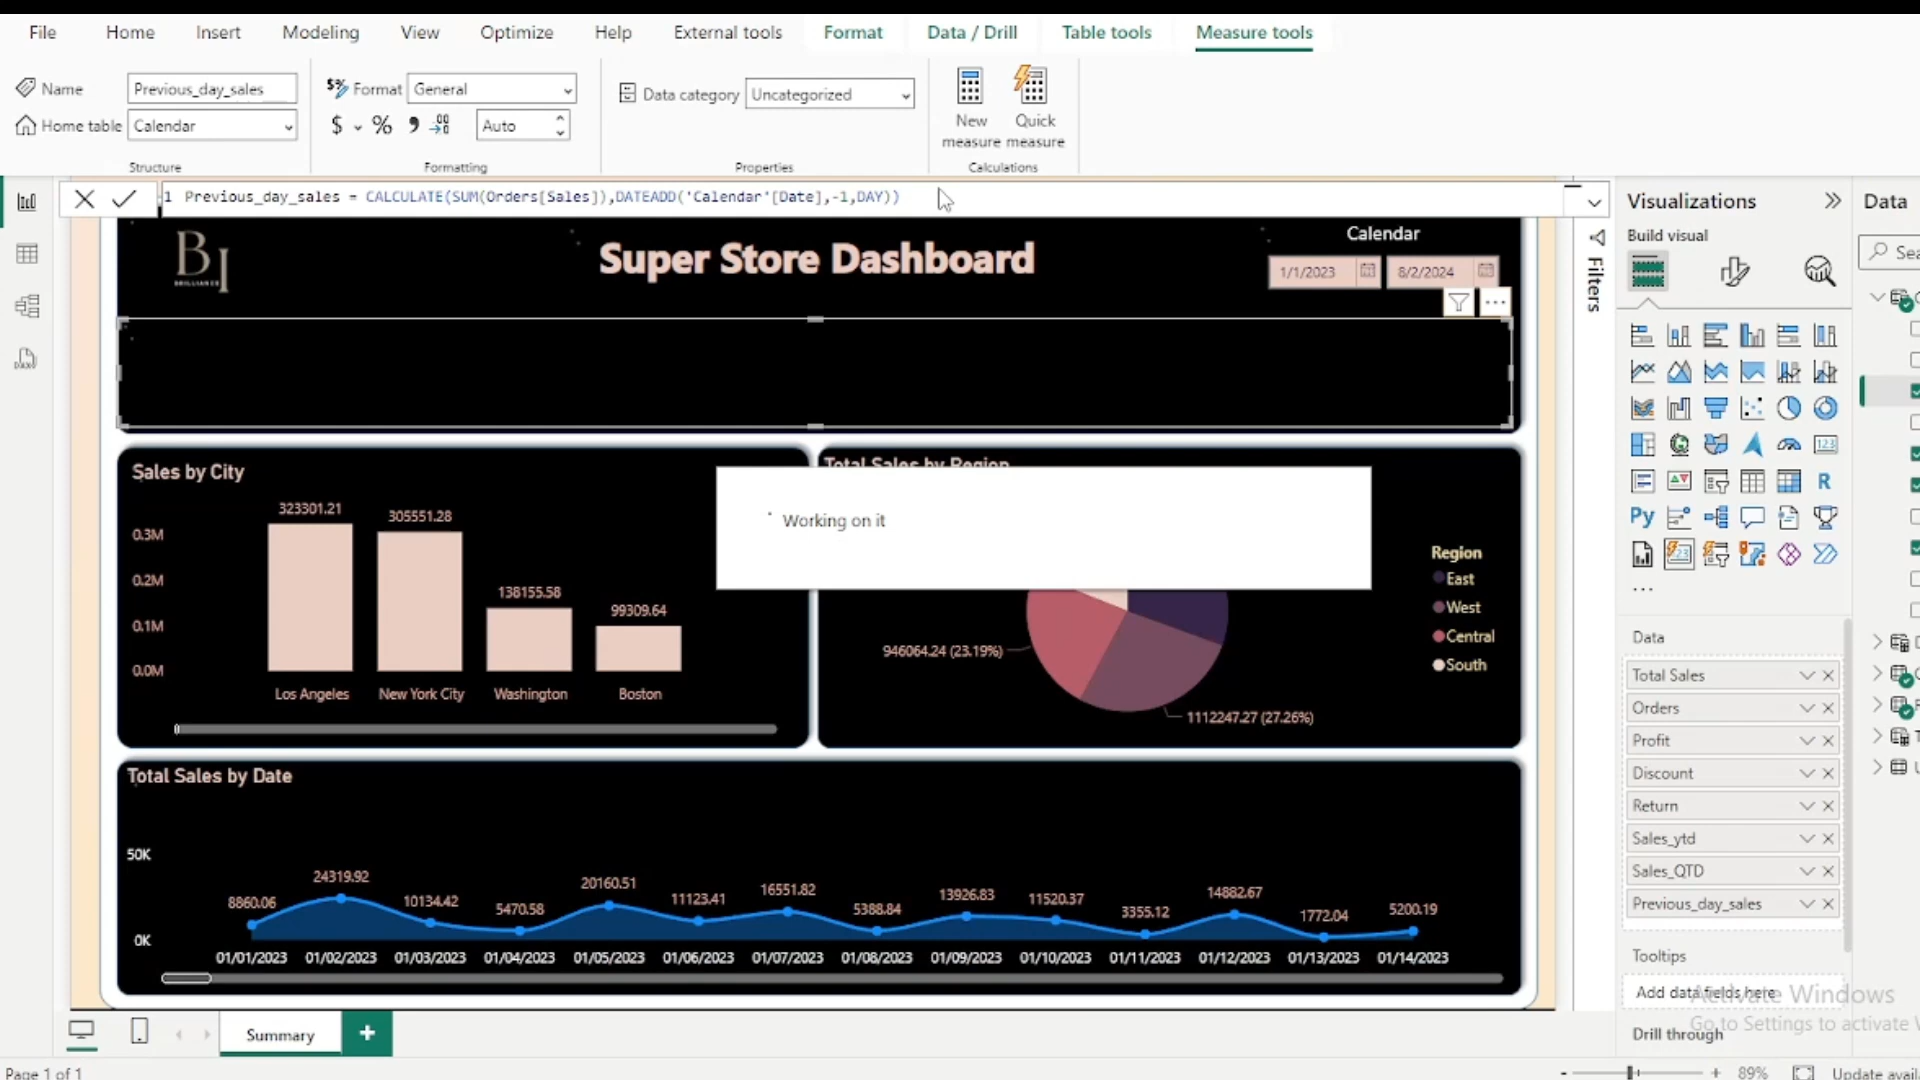 File Home Insert Modeling View Optimize Help External tools Format Data / Drill Table tools Measure tools
Name Previous_day_sales Format General Data category Uncategorized
Home table Calendar $ % Auto New measure Quick measure
Structure Formatting Properties Calculations
1 Previous_day_sales = CALCULATE(SUM(Orders[Sales]),DATEADD('Calendar'[Date],-1,DAY))
Visualizations
Data
Build visual
Filters
BI
BRILLIANCE
Super Store Dashboard
Calendar
1/1/2023 8/2/2024
Sales by City
323301.21
305551.28
138155.58
99309.64
0.3M
0.2M
0.1M
0.0M
Los Angeles New York City Washington Boston
Total Sales by Region
Working on it
946064.24 (23.19%)
1112247.27 (27.26%)
Region
East
West
Central
South
Total Sales by Date
50K
0K
8860.06 24319.92 10134.42 5470.58 20160.51 11123.41 16551.82 5388.84 13926.83 11520.37 3355.12 14882.67 1772.04 5200.19
01/01/2023 01/02/2023 01/03/2023 01/04/2023 01/05/2023 01/06/2023 01/07/2023 01/08/2023 01/09/2023 01/10/2023 01/11/2023 01/12/2023 01/13/2023 01/14/2023
123
R
Py
123
...
Data
Total Sales
Orders
Profit
Discount
Return
Sales_ytd
Sales_QTD
Previous_day_sales
Tooltips
Add data fields here
Drill through
Activate Windows
Go to Settings to activate
Summary +
Page 1 of 1
- + 89% Update